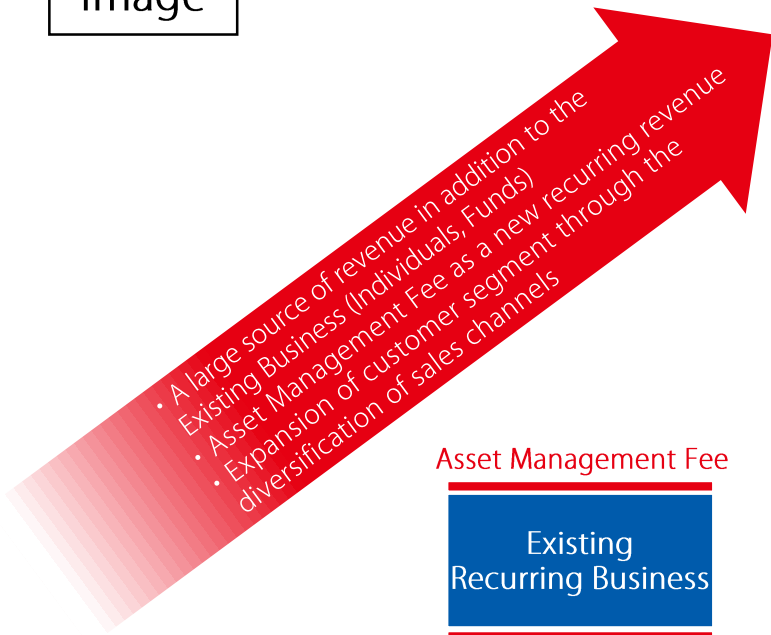 Image
• A large source of revenue in addition to the
Existing Business (Individuals, Funds)
• Asset Management Fee as a new recurring revenue
• Expansion of customer segment through the
diversification of sales channels
Asset Management Fee
Existing
Recurring Business